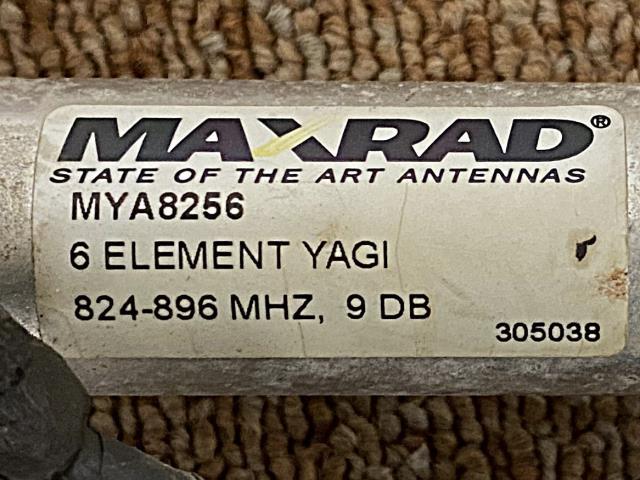 MAXRAD®
STATE OF THE ART ANTENNAS
MYA8256
6 ELEMENT YAGI
824-896 MHZ, 9 DB
305038